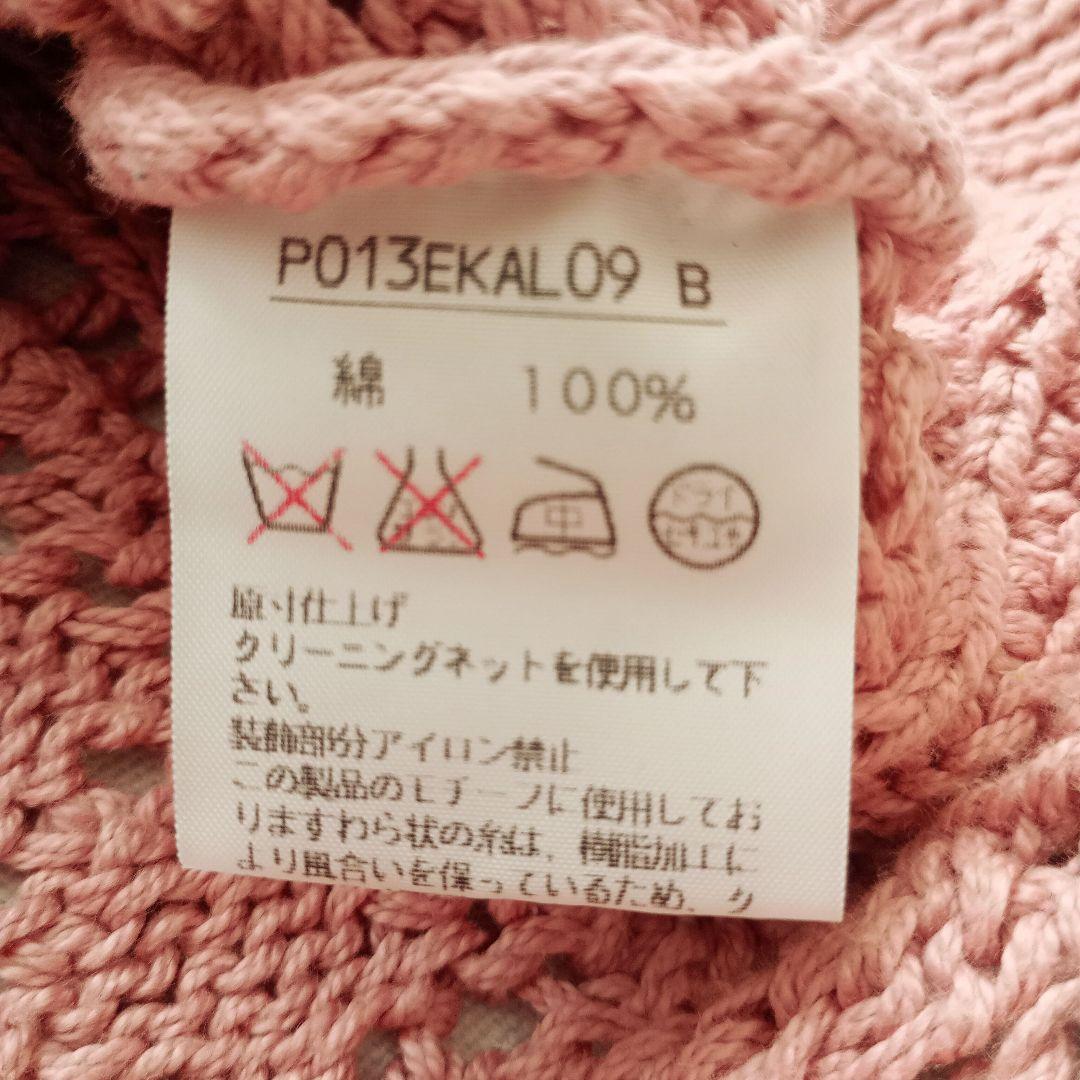 P013EKAL09 B
綿 100%
中
ドライ
セキユ系
原寸仕上げ
クリーニングネットを使用して下
さい。
装飾部分アイロン禁止
この製品のモチーフに使用してお
りますわら状の糸は、樹脂加工に
より風合いを保っているため、ク